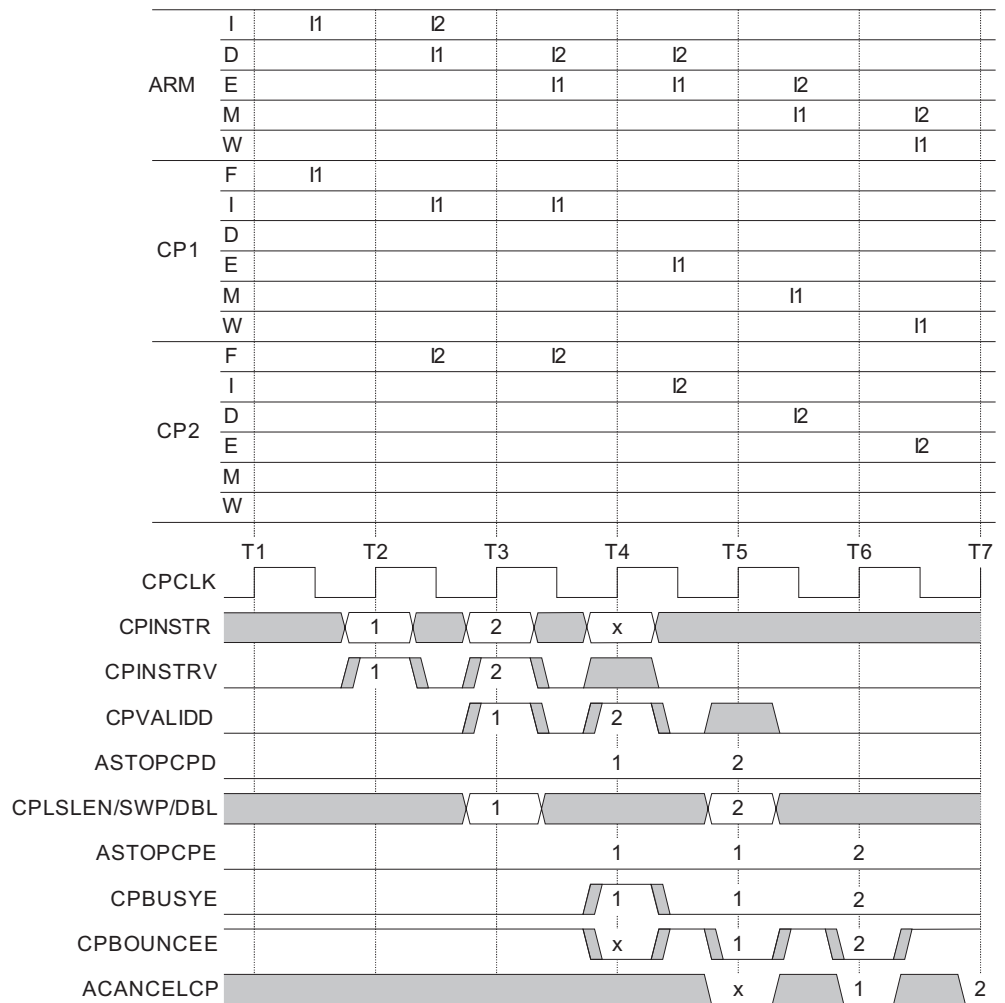 I I1 I2
D I1 I2 I2
ARM E I1 I1 I2
M I1 I2
W I1
F I1
I I1 I1
D
CP1
E I1
M I1
W I1
F I2 I2
I I2
D I2
CP2
E I2
M
W
T1 T2 T3 T4 T5 T6 T7
CPCLK
CPINSTR 1 2 x
CPINSTRV 1 2
CPVALIDD 1 2
ASTOPCPD 1 2
CPLSLEN/SWP/DBL 1 2
ASTOPCPE 1 1 2
CPBUSYE 1 1 2
CPBOUNCEE x 1 2
ACANCELCP x 1 2